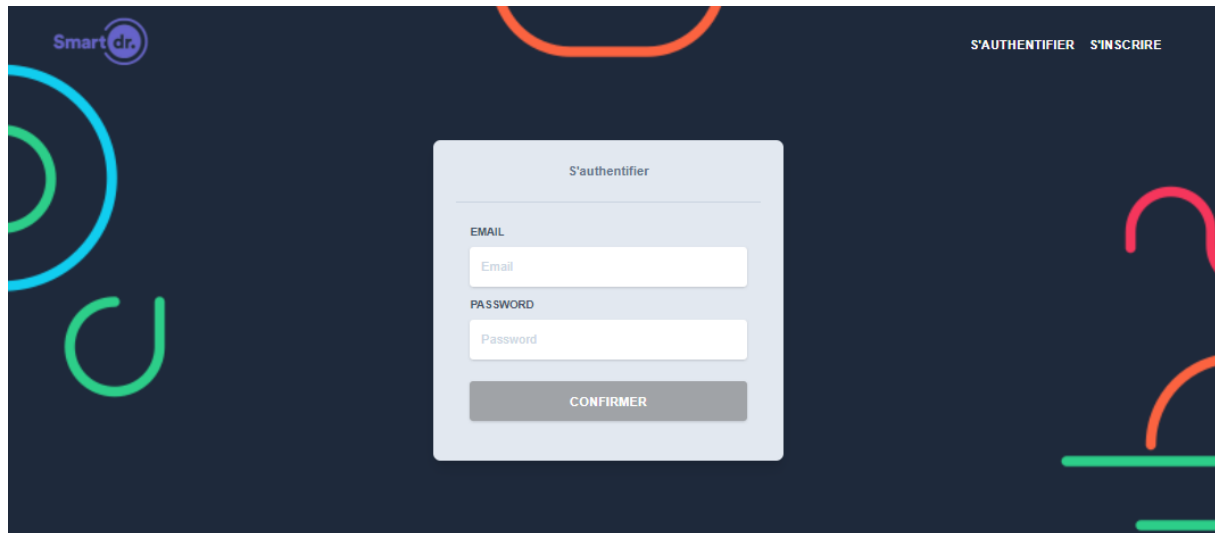 Smart dr.
S'AUTHENTIFIER S'INSCRIRE
S'authentifier
EMAIL
Email
PASSWORD
Password
CONFIRMER